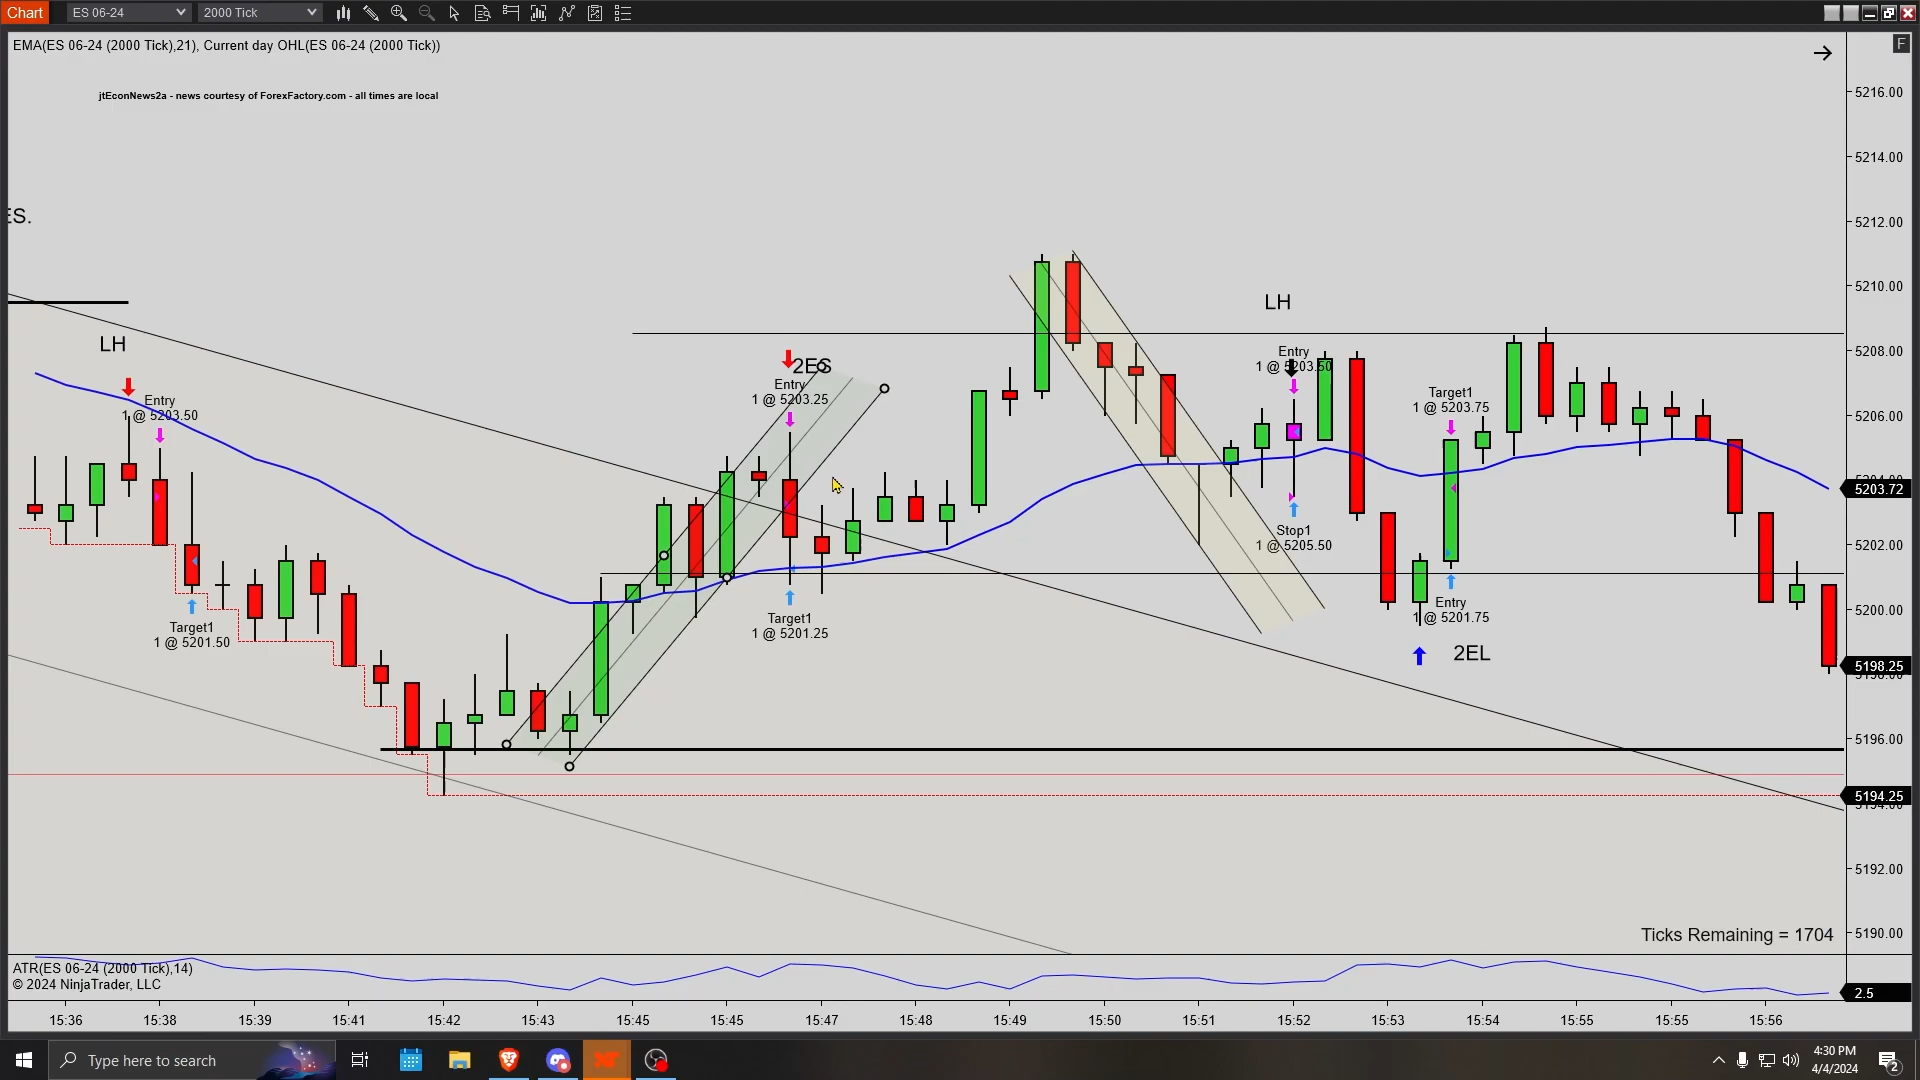 Chart ES 06-24 2000 Tick
EMA(ES 06-24 (2000 Tick),21), Current day OHL(ES 06-24 (2000 Tick))
F
jtEconNews2a - news courtesy of ForexFactory.com - all times are local
ES.
LH
Entry
1 @ 5203.50
Target1
1 @ 5201.50
2ES
Entry
1 @ 5203.25
Target1
1 @ 5201.25
LH
Entry
1 @ 5203.50
Stop1
1 @ 5205.50
Target1
1 @ 5203.75
Entry
1 @ 5201.75
2EL
5216.00
5214.00
5212.00
5210.00
5208.00
5206.00
5203.72
5202.00
5200.00
5198.25
5196.00
5194.25
5192.00
5190.00
Ticks Remaining = 1704
ATR(ES 06-24 (2000 Tick),14)
© 2024 NinjaTrader, LLC
2.5
15:36 15:38 15:39 15:41 15:42 15:43 15:45 15:45 15:47 15:48 15:49 15:50 15:51 15:52 15:53 15:54 15:55 15:55 15:56
Type here to search
4:30 PM
4/4/2024
2